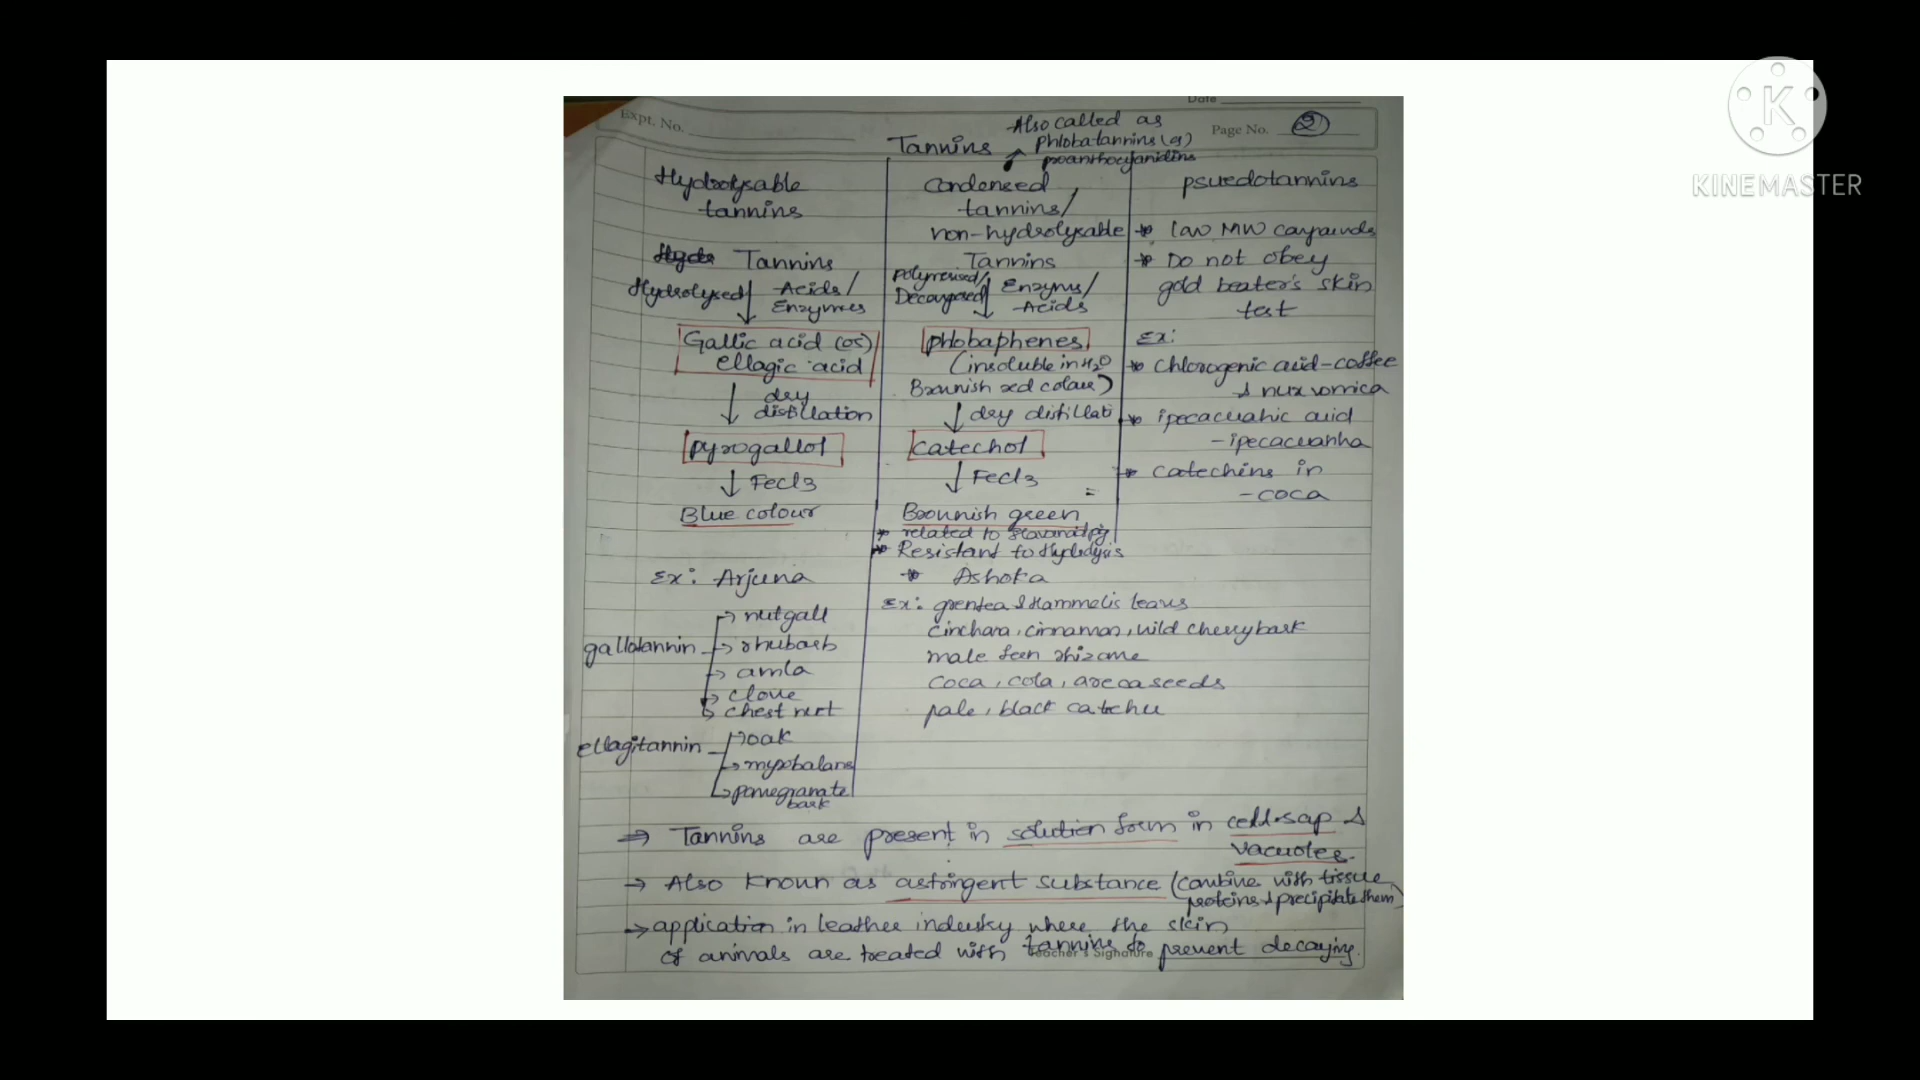 Date
Expt. No.
Page No. 2
Also called as
Tannins
phlobatannins (or)
proanthocyanidins
Hydrolysable
tannins
Tannins
Hydrolysed
Acids/
Enzymes
Gallic acid (or)
ellagic acid
dry
distillation
pyrogallol
Fecl3
Blue colour
Ex: Arjuna
gallotannin
nutgall
rhubarb
amla
clove
chest nut
ellagitannin
oak
myrobalans
pomegranate
bark
Condensed
tannins/
non-hydrolysable
Tannins
polymerised/
Decomposed
Enzyms/
Acids
phlobaphenes
(insoluble in H2O
Brownish red colour)
dry distillati
Catechol
Fecl3
Brownish green
related to
Resistant to Hydrolysis
Ashoka
Ex: grentea & Hammelis leaves
cinchona, cinnamon, wild cherry bark
male fern rhizome
coca, cola, areca seeds
pale, black catechu
psuedotannins
low MW compounds
Do not obey
gold beater's skin
test
Ex:
Chlorogenic acid - coffee
& nux vomica
ipecacuahic acid
- ipecacuanha
Catechins in
- coca
⇒ Tannins are present in solution form in cell-sap &
vacuoles.
→ Also known as astringent substance (combine with tissue
proteins & precipitate them)
→ application in leather industry where the skin
of animals are treated with tannins to prevent decaying.
Teacher's Signature
K
KINEMASTER